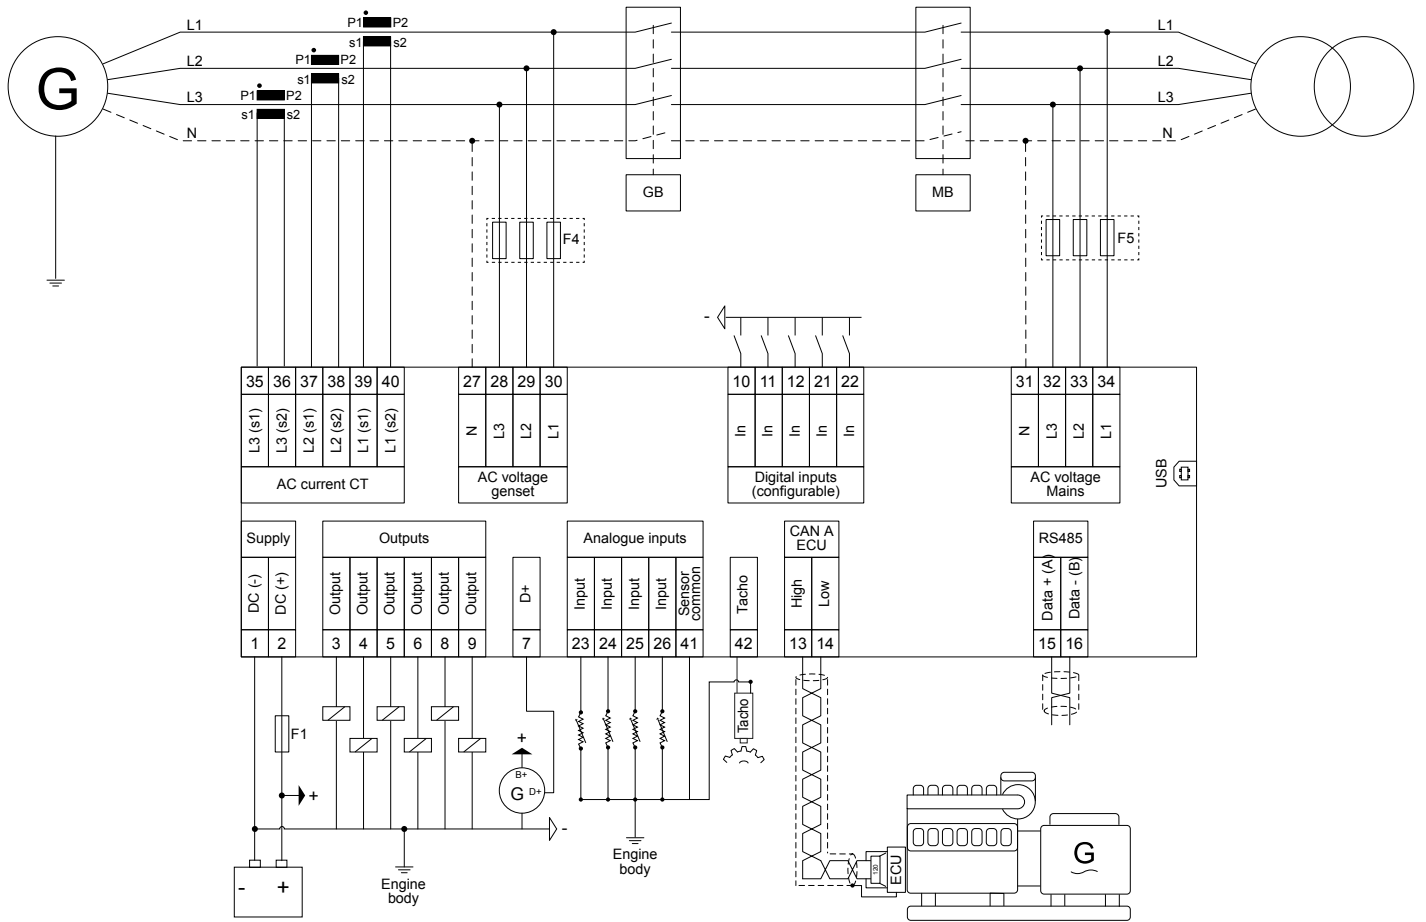 P1 P2
L1 L1
s1 s2
P1 P2
L2 L2
s1 s2
G
P1 P2
L3 L3
s1 s2
N N
GB MB
F4 F5
-
35 36 37 38 39 40 27 28 29 30 10 11 12 21 22 31 32 33 34
L3 (s1) L3 (s2) L2 (s1) L2 (s2) L1 (s1) L1 (s2) N L3 L2 L1 In In In In In N L3 L2 L1
AC current CT
AC voltage
genset
Digital inputs
(configurable)
AC voltage
Mains
USB
Supply Outputs Analogue inputs
CAN A
ECU
RS485
DC (-) DC (+) Output Output Output Output Output Output D+ Input Input Input Input
Sensor
common
Tacho High Low Data + (A) Data - (B)
1 2 3 4 5 6 8 9 7 23 24 25 26 41 42 13 14 15 16
F1
Tacho
+
B+
G D+
+
-
- +
Engine
body
Engine
body
120
ECU
G